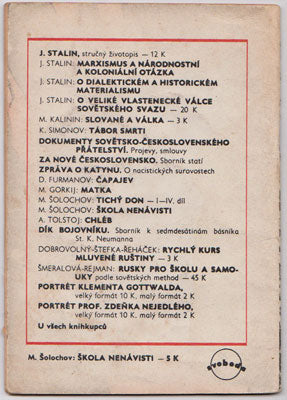 J. STALIN, stručný životopis — 12 K
J. STALIN: MARXISMUS A NÁRODNOSTNÍ
A KOLONIÁLNÍ OTÁZKA
J. STALIN: O DIALEKTICKÉM A HISTORICKÉM
MATERIALISMU
J. STALIN: O VELIKÉ VLASTENECKÉ VÁLCE
SOVĚTSKÉHO SVAZU — 20 K
M. KALININ: SLOVANÉ A VÁLKA — 3 K
K. SIMONOV: TÁBOR SMRTI
DOKUMENTY SOVĚTSKO-ČESKOSLOVENSKÉHO
PŘÁTELSTVÍ. Projevy, smlouvy
ZA NOVÉ ČESKOSLOVENSKO. Sborník statí
ZPRÁVA O KATYNU. O nacistických surovostech
D. FURMANOV: ČAPAJEV
M. GORKIJ: MATKA
M. ŠOLOCHOV: TICHÝ DON — I—IV. díl
M. ŠOLOCHOV: ŠKOLA NENÁVISTI
A. TOLSTOJ: CHLÉB
DÍK BOJOVNÍKU. Sborník k sedmdesátinám básníka
St. K. Neumanna
DOBROVOLNÝ-ŠTEFKA-ŘEHÁČEK: RYCHLÝ KURS
MLUVENÉ RUŠTINY — 3 K
ŠMERALOVÁ-REJMAN: RUSKY PRO ŠKOLU A SAMO-
UKY podle sovětských method — 45 K
PORTRÉT KLEMENTA GOTTWALDA,
velký formát 10 K, malý formát 2 K
PORTRÉT PROF. ZDEŇKA NEJEDLÉHO,
velký formát 10 K, malý formát 2 K
U všech knihkupců
M. Šolochov: ŠKOLA NENÁVISTI — 5 K
svoboda